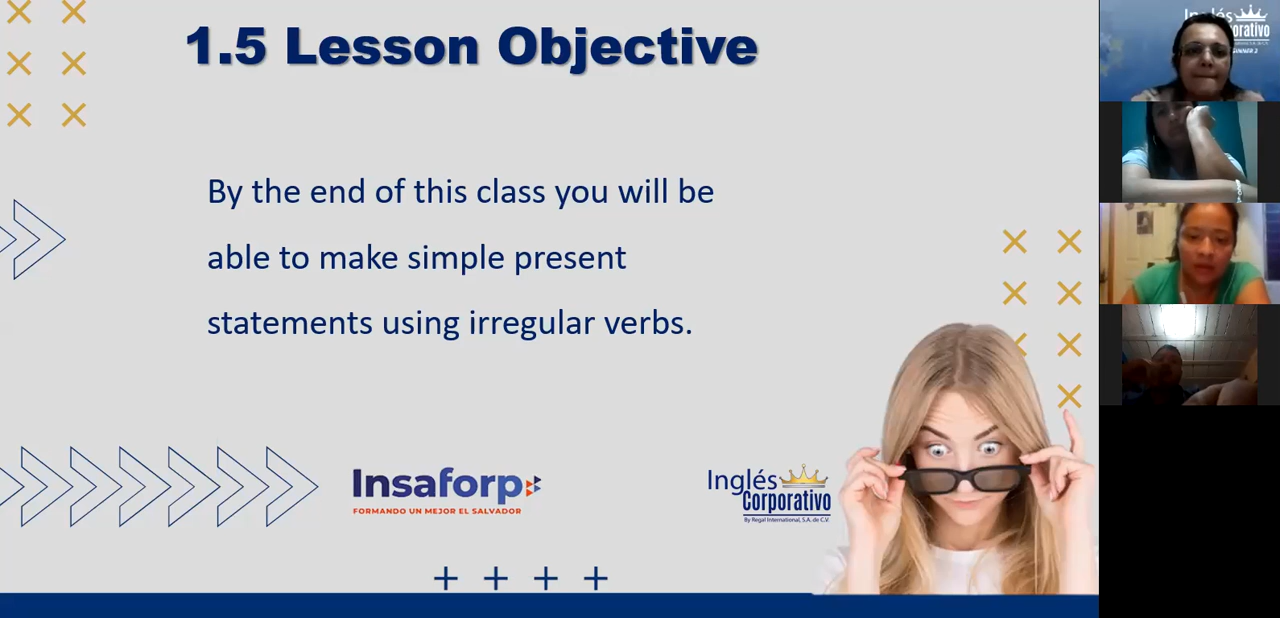 1.5 Lesson Objective
By the end of this class you will be
able to make simple present
statements using irregular verbs.
Insaforp
FORMANDO UN MEJOR EL SALVADOR
Inglés
Corporativo
By Regal International, S.A. de C.V.
Inglés